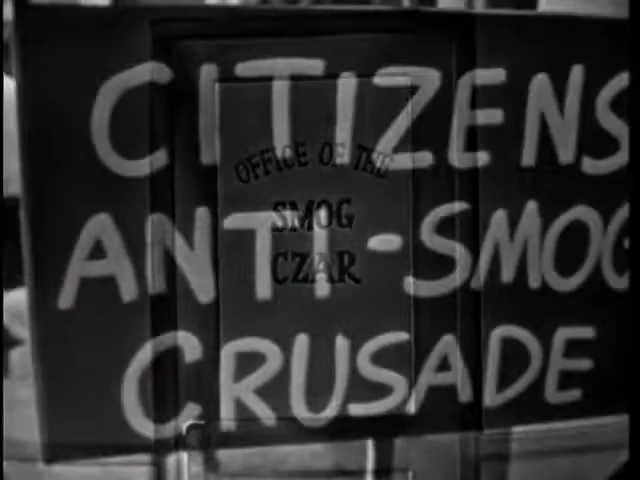 CITIZENS
ANTI-SMOG
CRUSADE
OFFICE OF THE
SMOG
CZAR